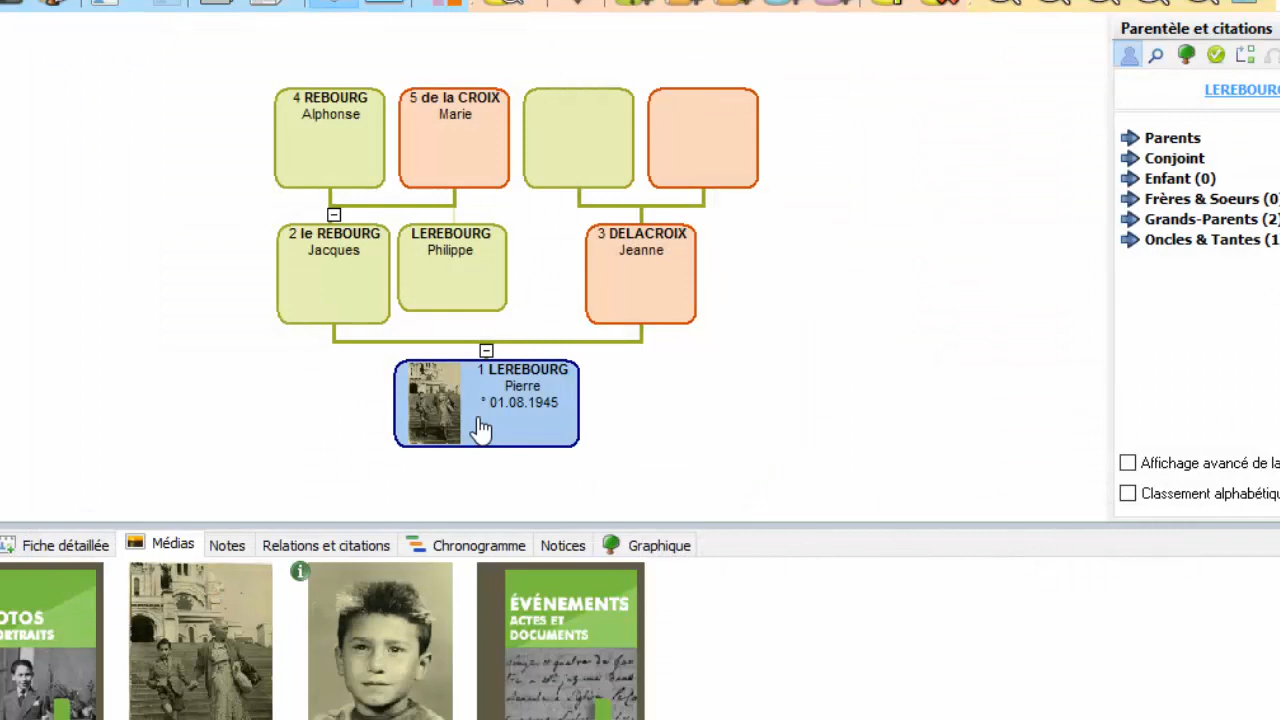 Parentèle et citations
LEREBOURG
4 REBOURG
Alphonse
5 de la CROIX
Marie
2 le REBOURG
Jacques
LEREBOURG
Philippe
3 DELACROIX
Jeanne
1 LEREBOURG
Pierre
° 01.08.1945
Parents
Conjoint
Enfant (0)
Frères & Soeurs (0)
Grands-Parents (2)
Oncles & Tantes (1
Affichage avancé de la
Classement alphabétiqu
Fiche détaillée
Médias
Notes
Relations et citations
Chronogramme
Notices
Graphique
OTOS
ORTRAITS
ÉVÉNEMENTS
ACTES ET
DOCUMENTS